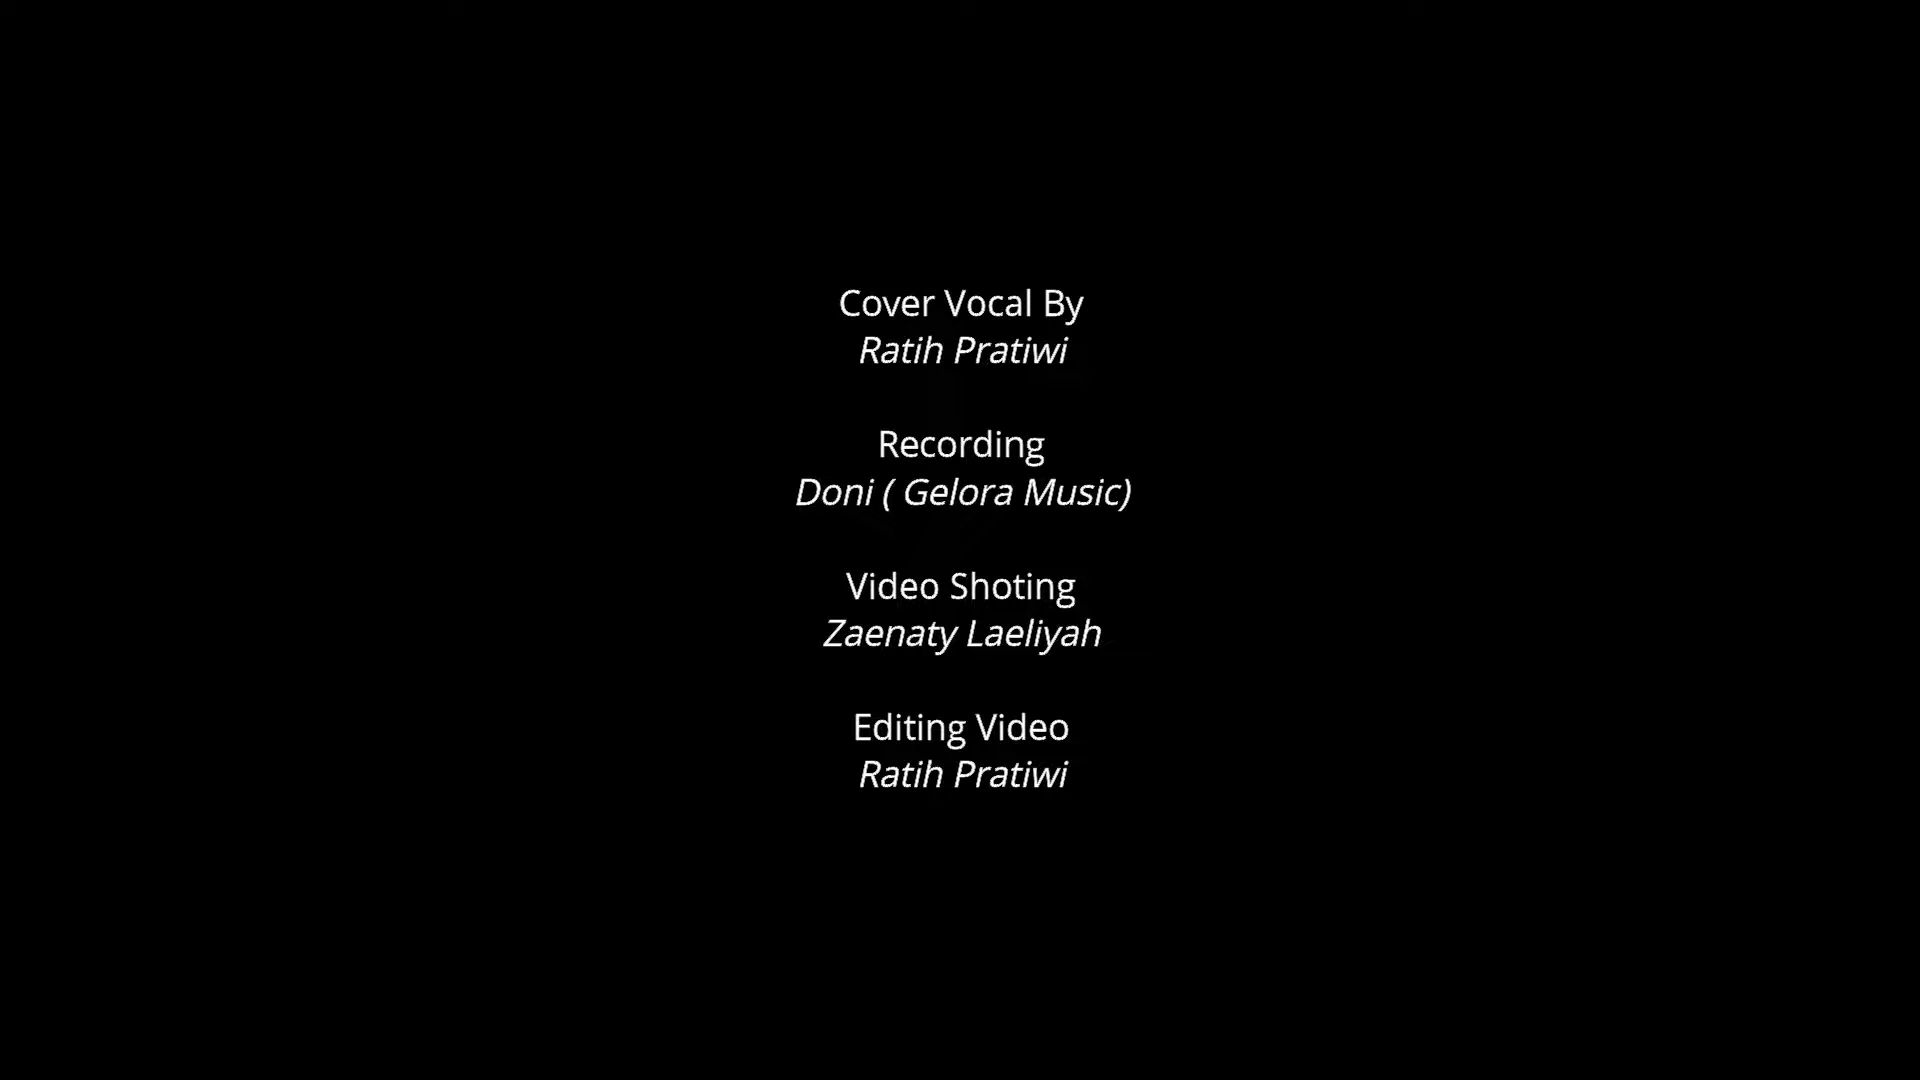 Cover Vocal By
Ratih Pratiwi
Recording
Doni ( Gelora Music)
Video Shoting
Zaenaty Laeliyah
Editing Video
Ratih Pratiwi